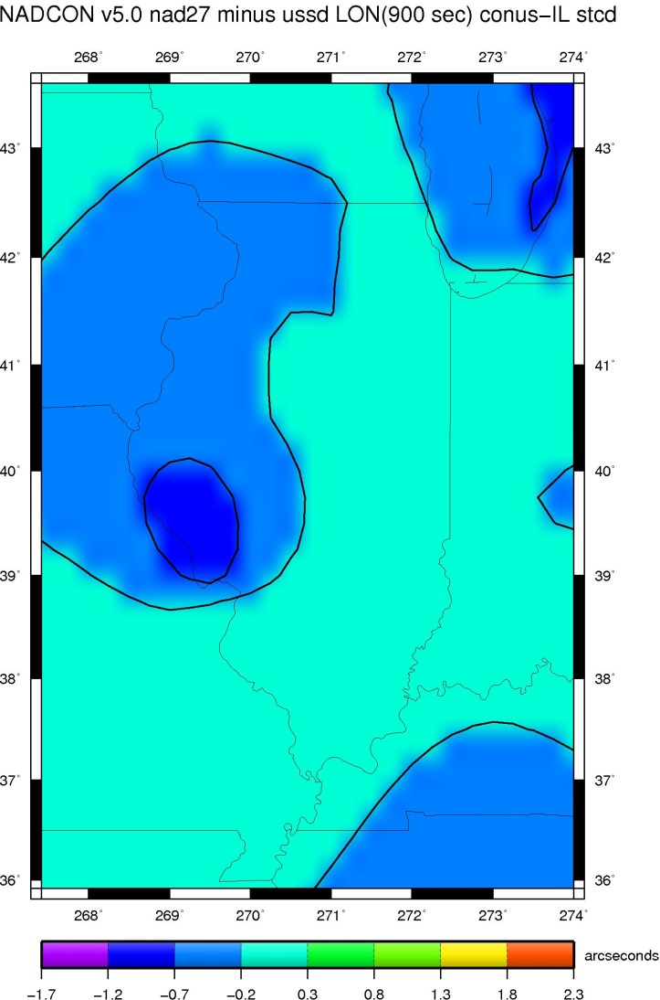 NADCON v5.0 nad27 minus ussd LON(900 sec) conus−IL stcd
268° 269° 270° 271° 272° 273° 274°
43° 43°
42° 42°
41° 41°
40° 40°
39° 39°
38° 38°
37° 37°
36° 36°
268° 269° 270° 271° 272° 273° 274°
arcseconds
−1.7 −1.2 −0.7 −0.2 0.3 0.8 1.3 1.8 2.3